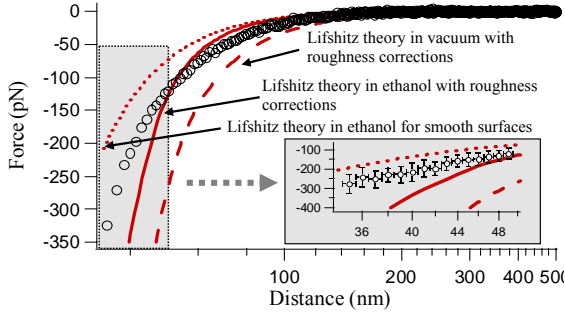 0
-50
-100
-150
-200
-250
-300
-350
Force (pN)
Lifshitz theory in vacuum with
roughness corrections
Lifshitz theory in ethanol with roughness
corrections
Lifshitz theory in ethanol for smooth surfaces
-100
-200
-300
-400
36 40 44 48
100 200 300 400 500
Distance (nm)